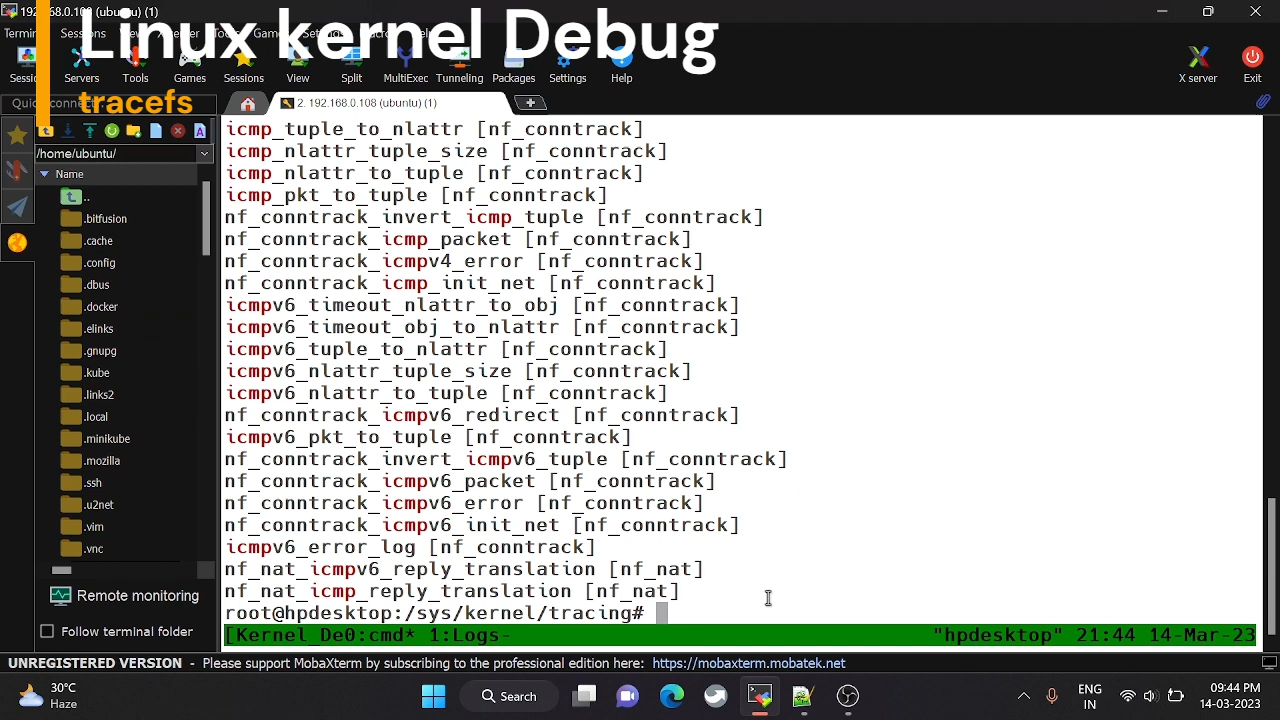 192.168.0.108 (ubuntu) (1)
Linux kernel Debug
tracefs
Servers
Tools
Games
Sessions
View
Split
MultiExec
Tunneling
Packages
Settings
Help
X server
Exit
2. 192.168.0.108 (ubuntu) (1)
/home/ubuntu/
Name
..
.bitfusion
.cache
.config
.dbus
.docker
.elinks
.gnupg
.kube
.links2
.local
.minikube
.mozilla
.ssh
.u2net
.vim
.vnc
Remote monitoring
Follow terminal folder
icmp_tuple_to_nlattr [nf_conntrack]
icmp_nlattr_tuple_size [nf_conntrack]
icmp_nlattr_to_tuple [nf_conntrack]
icmp_pkt_to_tuple [nf_conntrack]
nf_conntrack_invert_icmp_tuple [nf_conntrack]
nf_conntrack_icmp_packet [nf_conntrack]
nf_conntrack_icmpv4_error [nf_conntrack]
nf_conntrack_icmp_init_net [nf_conntrack]
icmpv6_timeout_nlattr_to_obj [nf_conntrack]
icmpv6_timeout_obj_to_nlattr [nf_conntrack]
icmpv6_tuple_to_nlattr [nf_conntrack]
icmpv6_nlattr_tuple_size [nf_conntrack]
icmpv6_nlattr_to_tuple [nf_conntrack]
nf_conntrack_icmpv6_redirect [nf_conntrack]
icmpv6_pkt_to_tuple [nf_conntrack]
nf_conntrack_invert_icmpv6_tuple [nf_conntrack]
nf_conntrack_icmpv6_packet [nf_conntrack]
nf_conntrack_icmpv6_error [nf_conntrack]
nf_conntrack_icmpv6_init_net [nf_conntrack]
icmpv6_error_log [nf_conntrack]
nf_nat_icmpv6_reply_translation [nf_nat]
nf_nat_icmp_reply_translation [nf_nat]
root@hpdesktop:/sys/kernel/tracing#
[Kernel_De0:cmd* 1:Logs- "hpdesktop" 21:44 14-Mar-23
UNREGISTERED VERSION - Please support MobaXterm by subscribing to the professional edition here: https://mobaxterm.mobatek.net
30°C
Haze
Search
ENG
IN
09:44 PM
14-03-2023